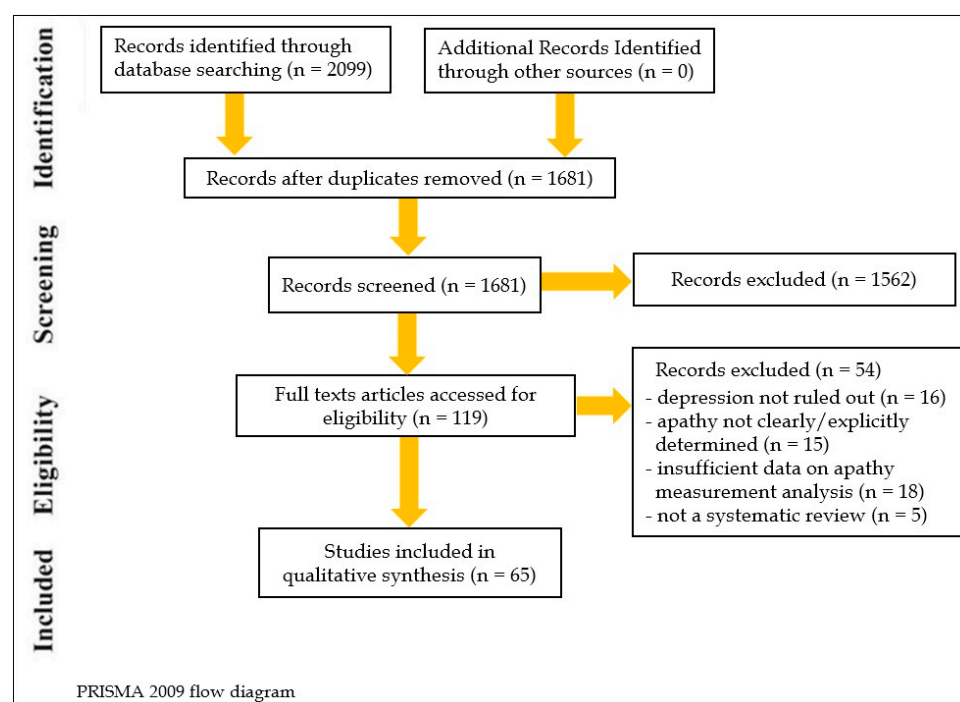 Identification
Records identified through
database searching (n = 2099)
Additional Records Identified
through other sources (n = 0)
Records after duplicates removed (n = 1681)
Screening
Records screened (n = 1681)
Records excluded (n = 1562)
Eligibility
Full texts articles accessed for
eligibility (n = 119)
Records excluded (n = 54)
- depression not ruled out (n = 16)
- apathy not clearly/explicitly
determined (n = 15)
- insufficient data on apathy
measurement analysis (n = 18)
- not a systematic review (n = 5)
Included
Studies included in
qualitative synthesis (n = 65)
PRISMA 2009 flow diagram